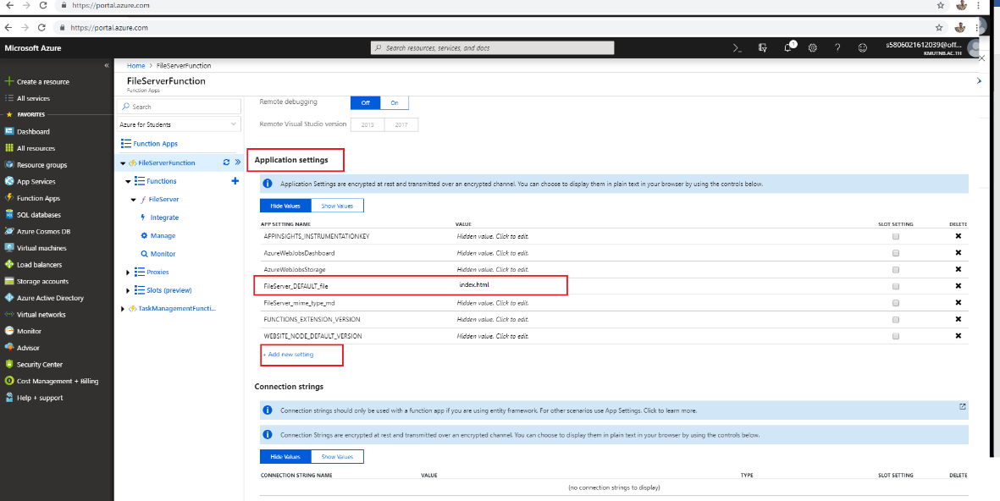 https://portal.azure.com
https://portal.azure.com
Microsoft Azure
Search resources, services, and docs
1
s5806021612039@off...
KMUTNB.AC.TH
Create a resource
All services
FAVORITES
Dashboard
All resources
Resource groups
App Services
Function Apps
SQL databases
Azure Cosmos DB
Virtual machines
Load balancers
Storage accounts
Azure Active Directory
Virtual networks
Monitor
Advisor
Security Center
Cost Management + Billing
Help + support
Home > FileServerFunction
FileServerFunction
Function Apps
Search
Azure for Students
Function Apps
FileServerFunction
Functions
FileServer
Integrate
Manage
Monitor
Proxies
Slots (preview)
TaskManagementFuncti...
Remote debugging Off On
Remote Visual Studio version 2015 2017
Application settings
Application Settings are encrypted at rest and transmitted over an encrypted channel. You can choose to display them in plain text in your browser by using the controls below.
Hide Values Show Values
APP SETTING NAME VALUE SLOT SETTING DELETE
APPINSIGHTS_INSTRUMENTATIONKEY Hidden value. Click to edit.
AzureWebJobsDashboard Hidden value. Click to edit.
AzureWebJobsStorage Hidden value. Click to edit.
FileServer_DEFAULT_file index.html
FileServer_mime_type_md Hidden value. Click to edit.
FUNCTIONS_EXTENSION_VERSION Hidden value. Click to edit.
WEBSITE_NODE_DEFAULT_VERSION Hidden value. Click to edit.
+ Add new setting
Connection strings
Connection strings should only be used with a function app if you are using entity framework. For other scenarios use App Settings. Click to learn more.
Connection Strings are encrypted at rest and transmitted over an encrypted channel. You can choose to display them in plain text in your browser by using the controls below.
Hide Values Show Values
CONNECTION STRING NAME VALUE TYPE SLOT SETTING DELETE
(no connection strings to display)